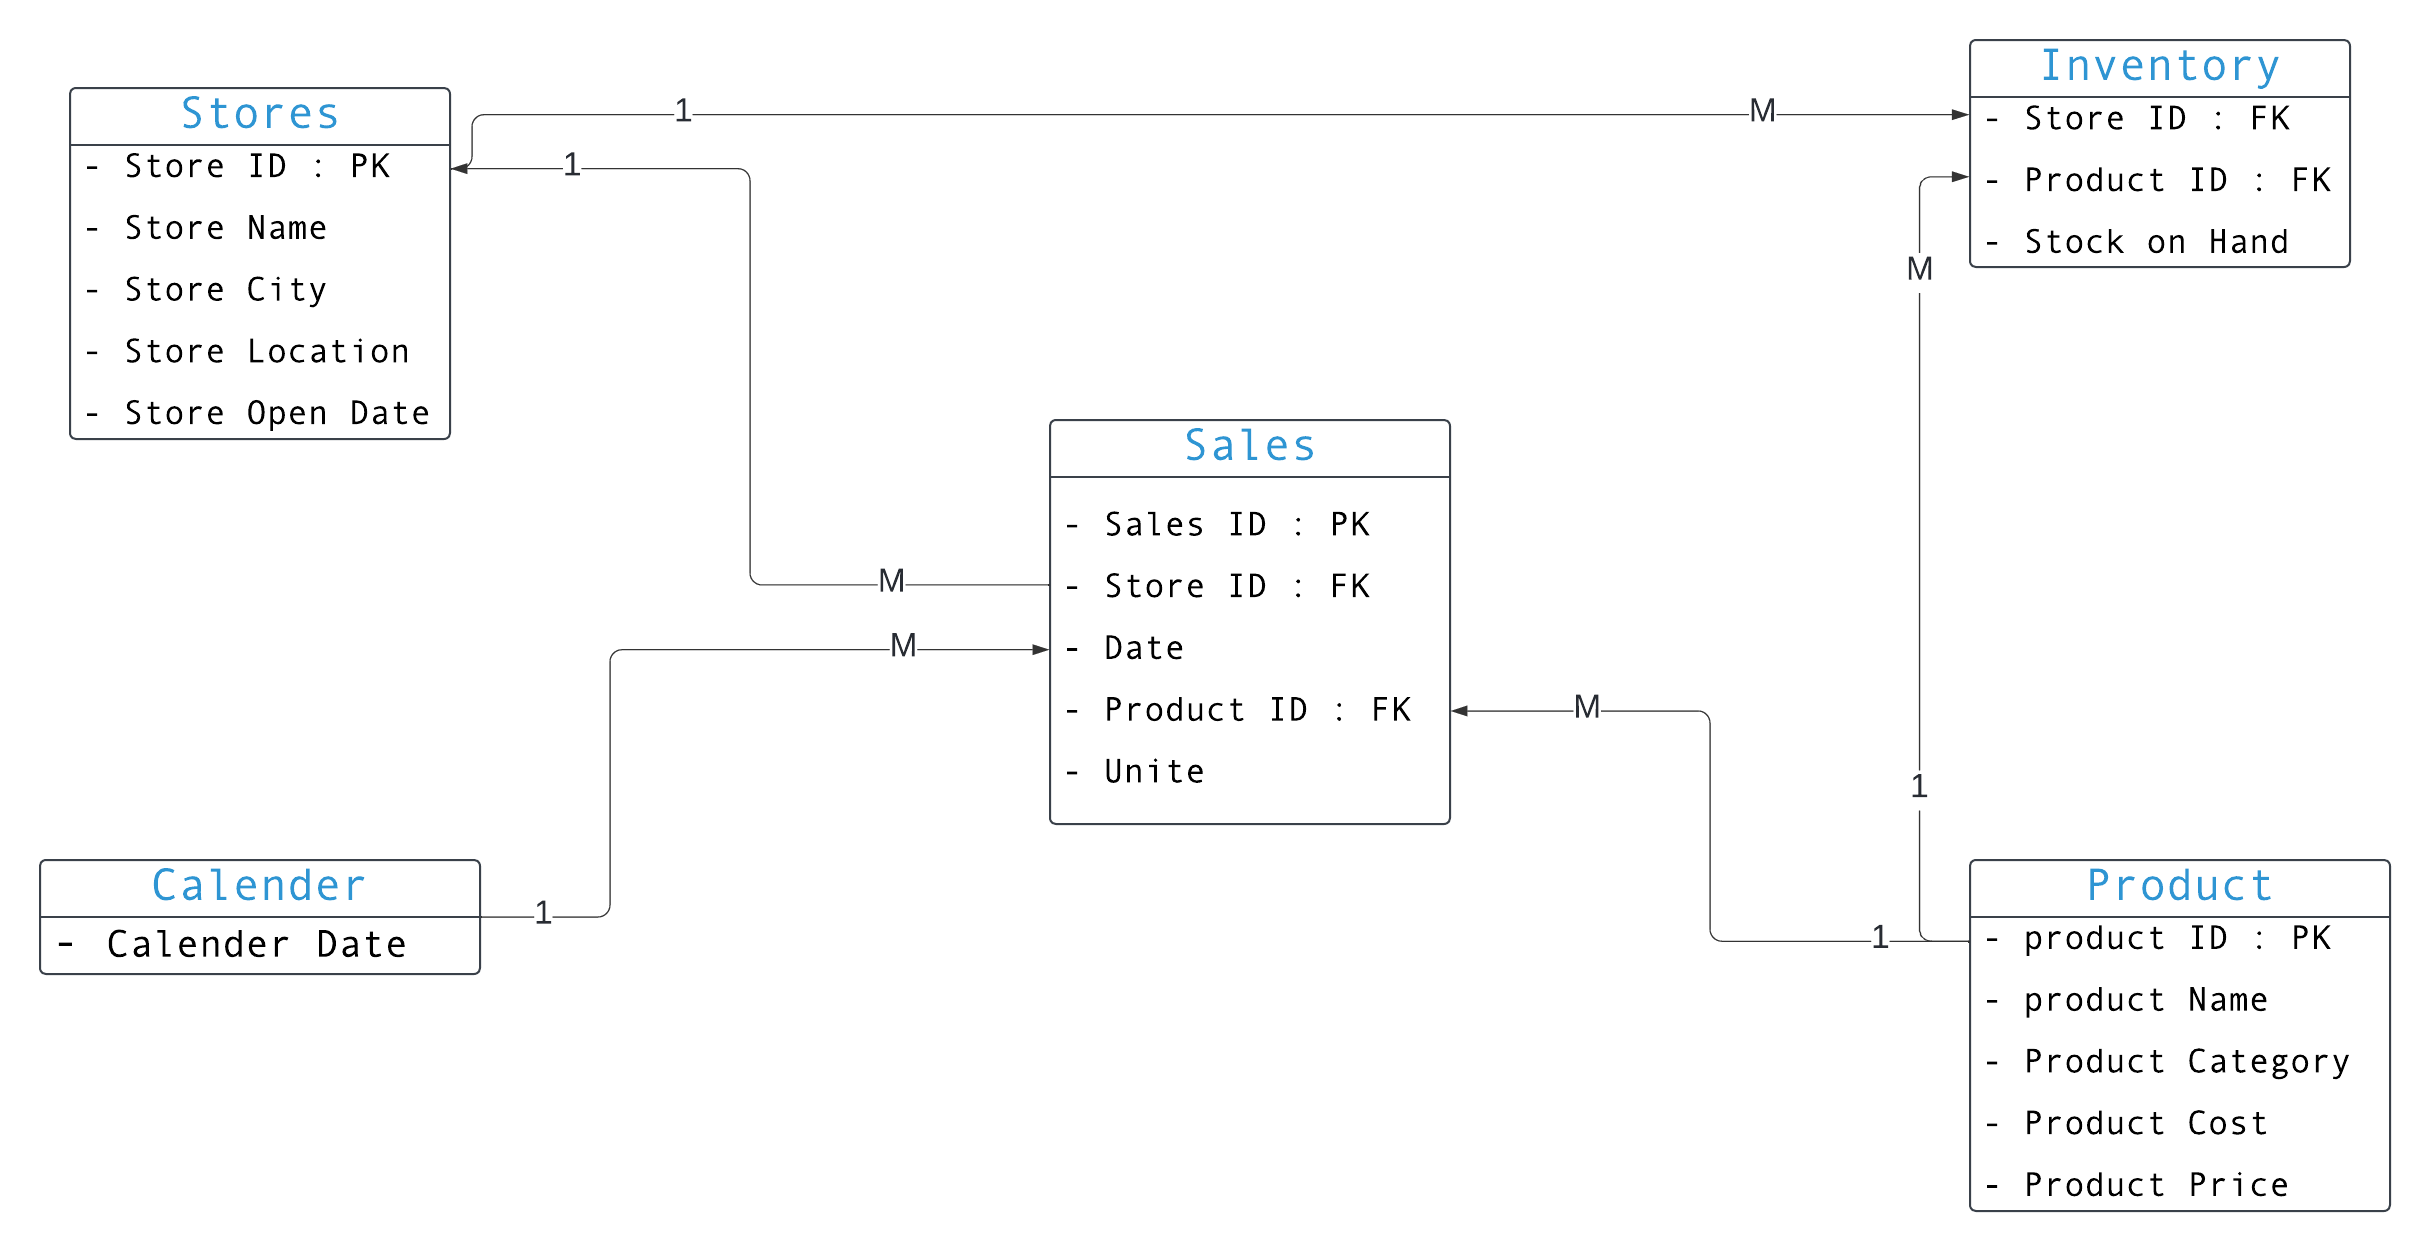 Stores
- Store ID : PK
- Store Name
- Store City
- Store Location
- Store Open Date
1
M
1
M
Inventory
- Store ID : FK
- Product ID : FK
- Stock on Hand
M
1
Sales
- Sales ID : PK
- Store ID : FK
- Date
- Product ID : FK
- Unite
M
1
M
1
Calender
- Calender Date
Product
- product ID : PK
- product Name
- Product Category
- Product Cost
- Product Price